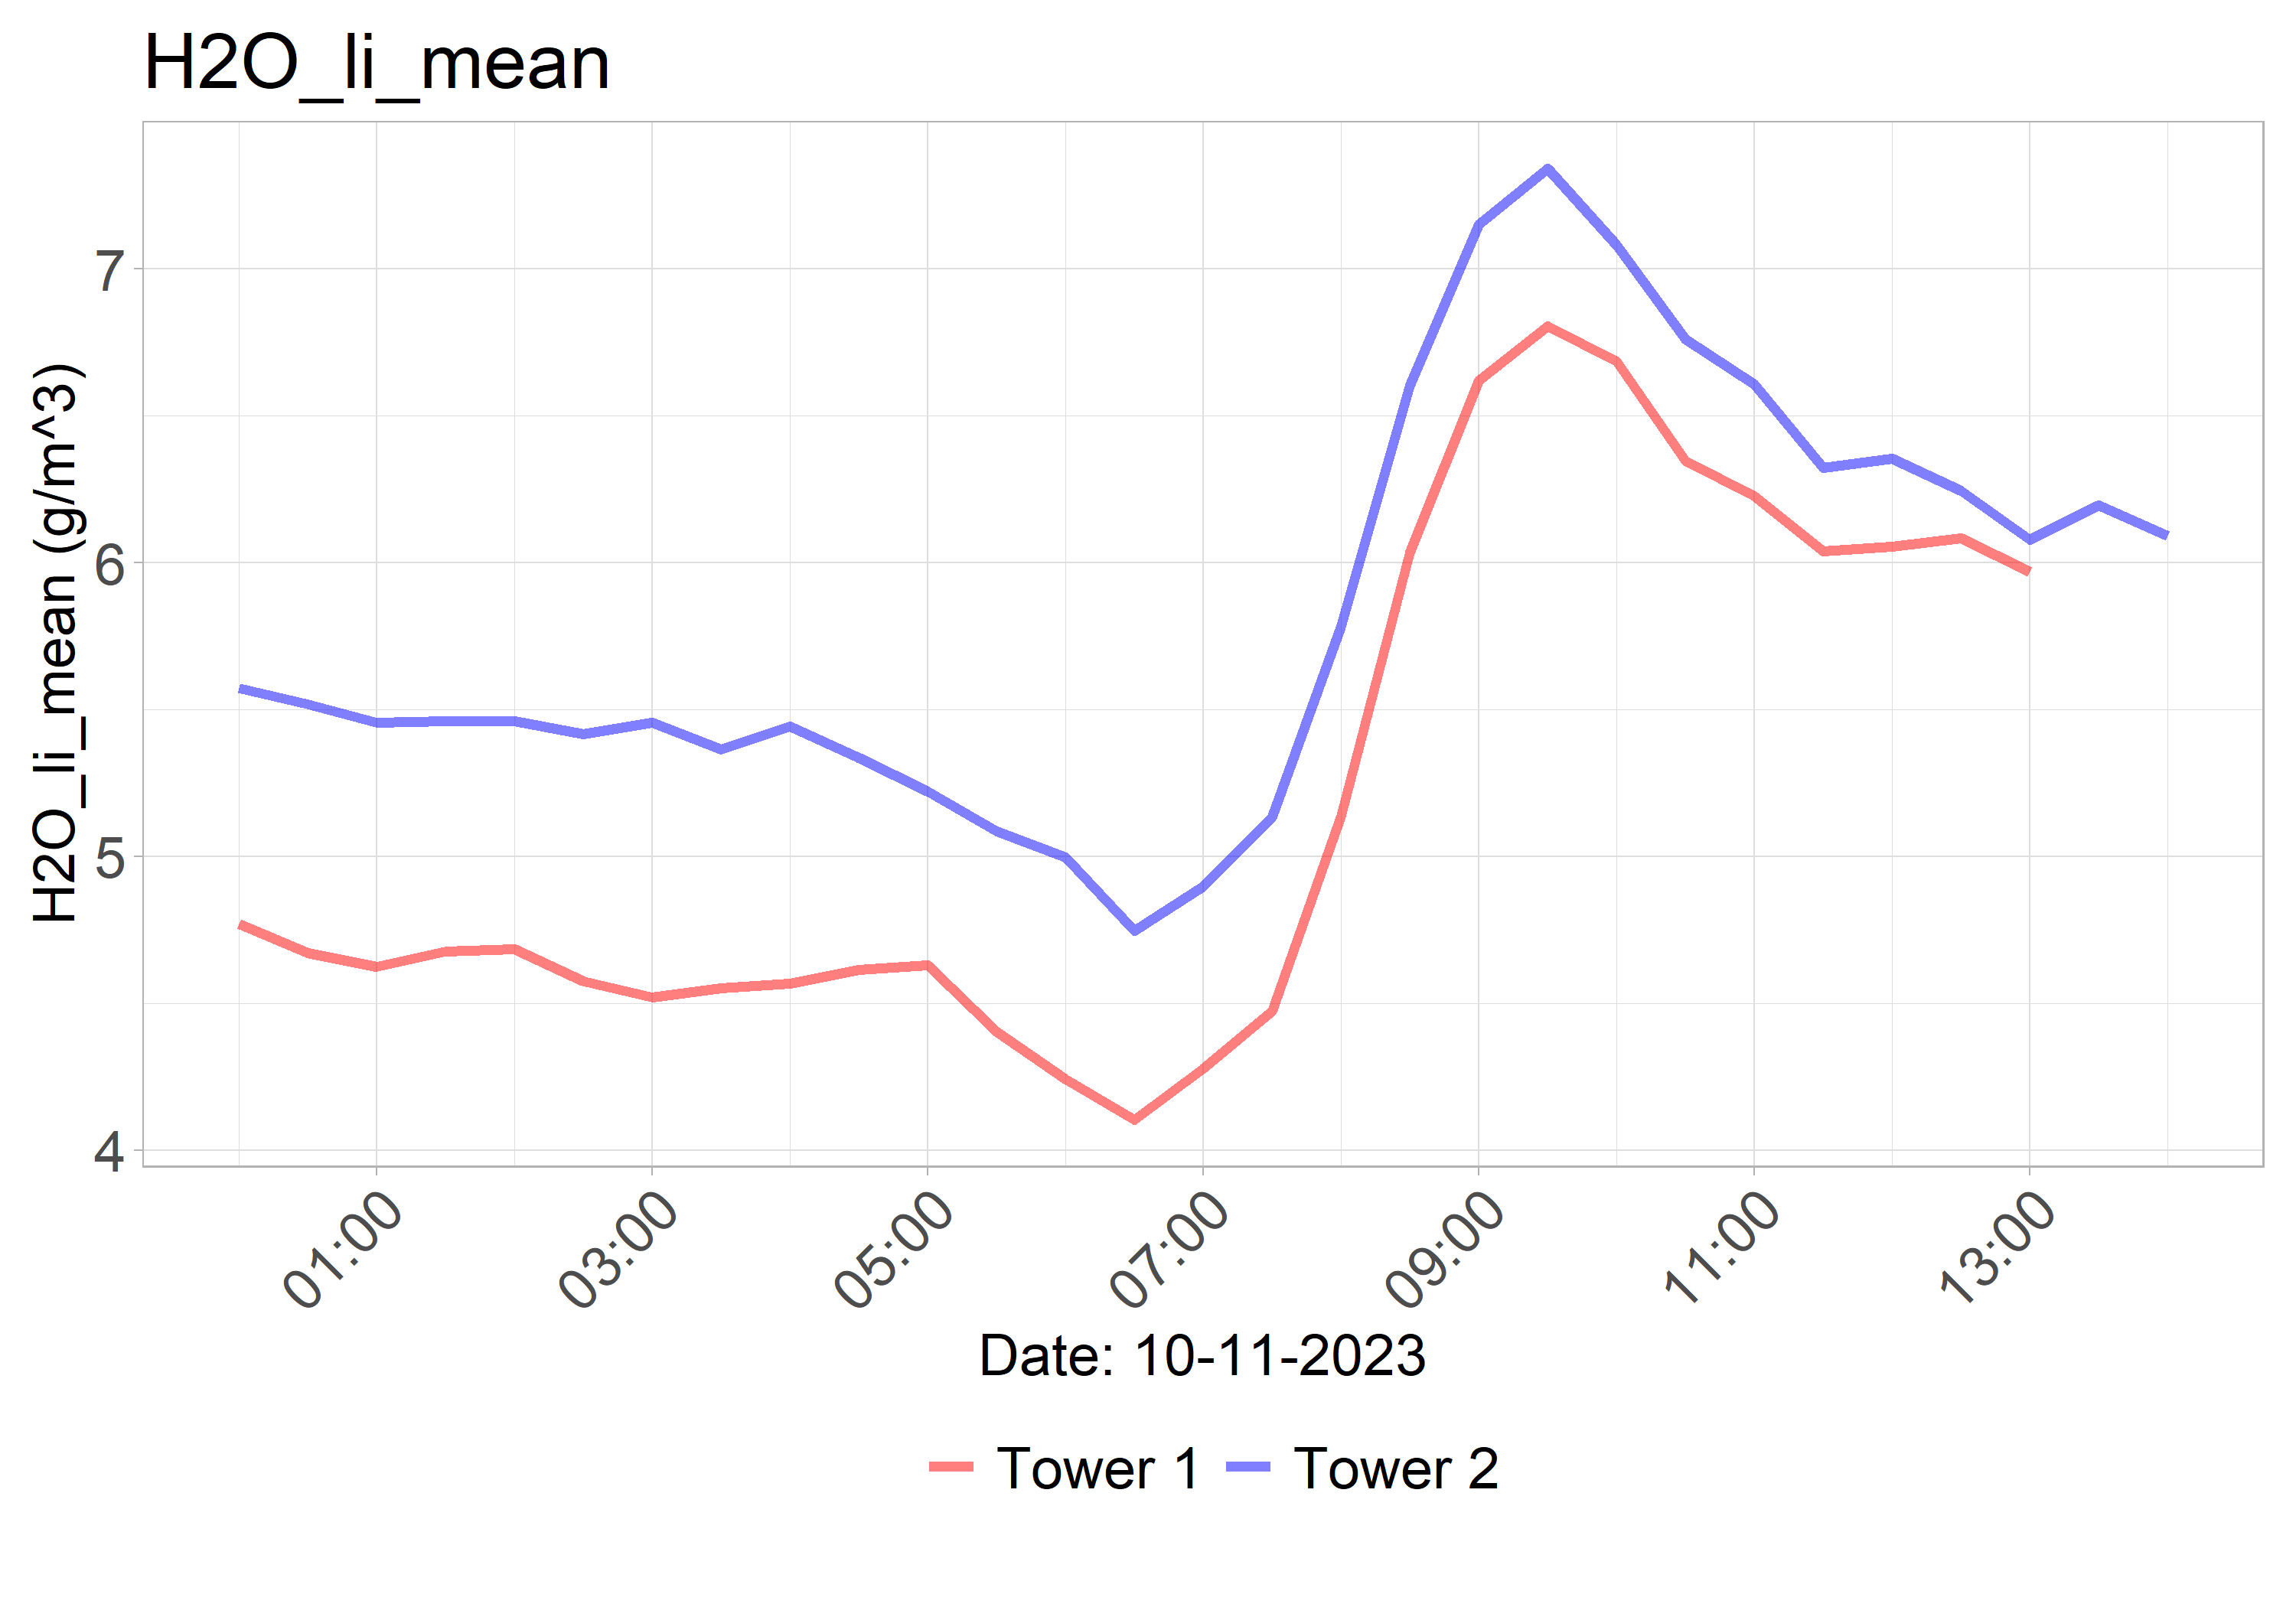 H2O_li_mean
H2O_li_mean (g/m^3)
7
6
5
4
01:00
03:00
05:00
07:00
09:00
11:00
13:00
Date: 10-11-2023
Tower 1
Tower 2